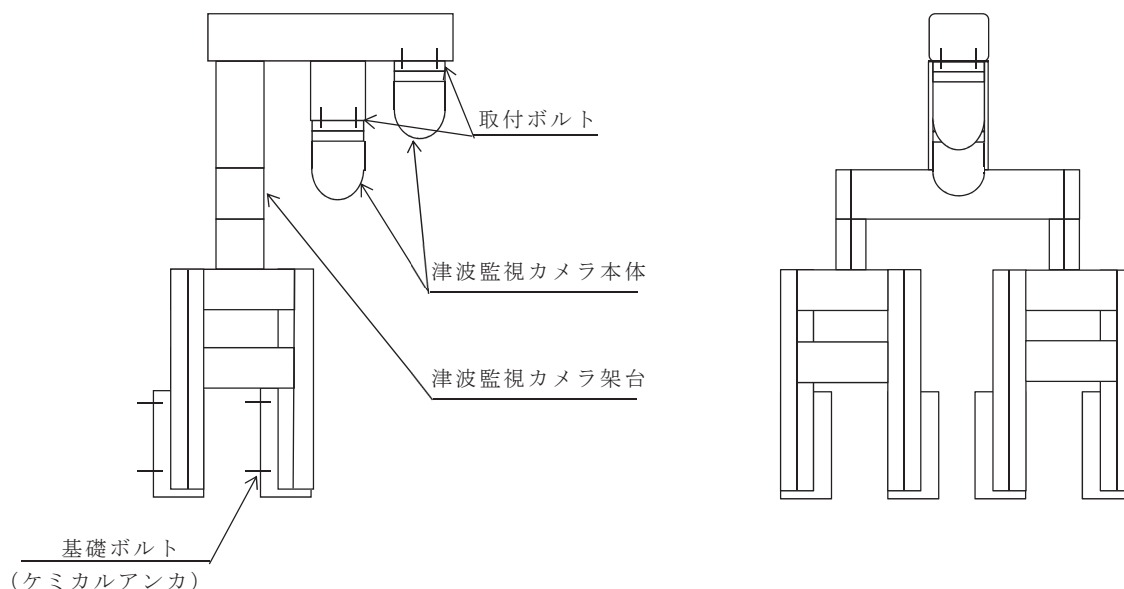 取付ボルト
津波監視カメラ本体
津波監視カメラ架台
基礎ボルト
(ケミカルアンカ)